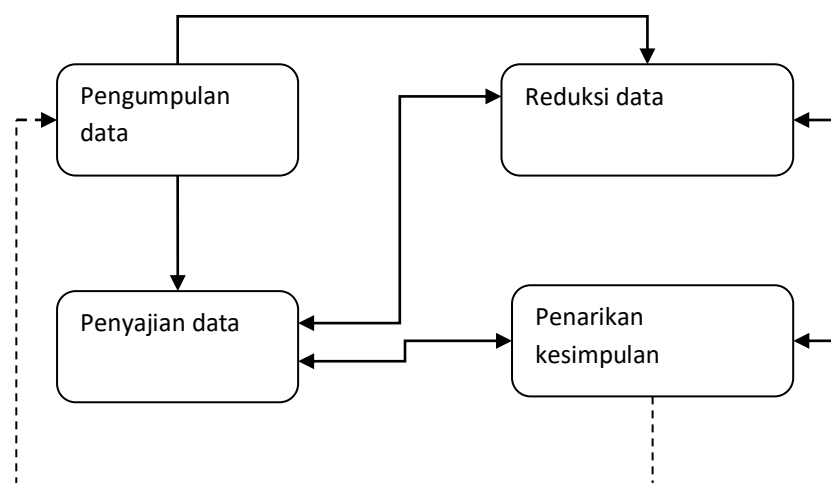 Pengumpulan
data
Reduksi data
Penyajian data
Penarikan
kesimpulan